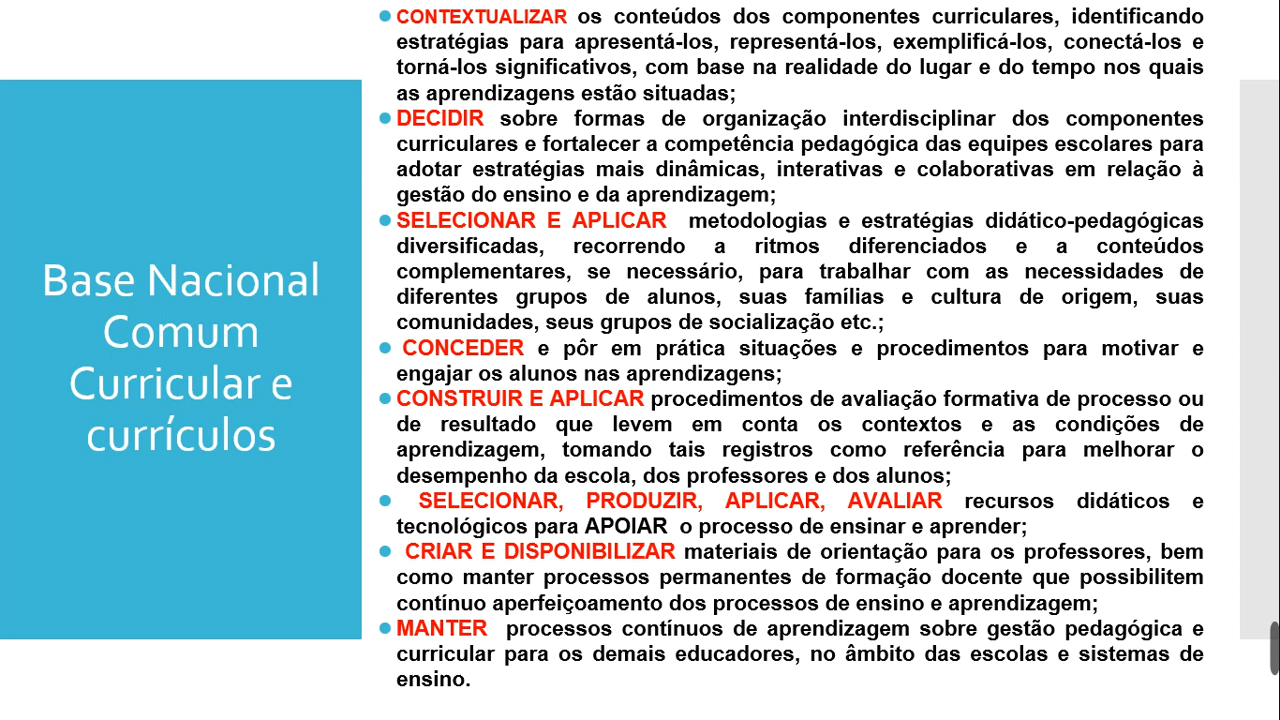 Base Nacional
Comum
Curricular e
currículos
CONTEXTUALIZAR os conteúdos dos componentes curriculares, identificando
estratégias para apresentá-los, representá-los, exemplificá-los, conectá-los e
torná-los significativos, com base na realidade do lugar e do tempo nos quais
as aprendizagens estão situadas;
DECIDIR sobre formas de organização interdisciplinar dos componentes
curriculares e fortalecer a competência pedagógica das equipes escolares para
adotar estratégias mais dinâmicas, interativas e colaborativas em relação à
gestão do ensino e da aprendizagem;
SELECIONAR E APLICAR metodologias e estratégias didático-pedagógicas
diversificadas, recorrendo a ritmos diferenciados e a conteúdos
complementares, se necessário, para trabalhar com as necessidades de
diferentes grupos de alunos, suas famílias e cultura de origem, suas
comunidades, seus grupos de socialização etc.;
CONCEDER e pôr em prática situações e procedimentos para motivar e
engajar os alunos nas aprendizagens;
CONSTRUIR E APLICAR procedimentos de avaliação formativa de processo ou
de resultado que levem em conta os contextos e as condições de
aprendizagem, tomando tais registros como referência para melhorar o
desempenho da escola, dos professores e dos alunos;
SELECIONAR, PRODUZIR, APLICAR, AVALIAR recursos didáticos e
tecnológicos para APOIAR o processo de ensinar e aprender;
CRIAR E DISPONIBILIZAR materiais de orientação para os professores, bem
como manter processos permanentes de formação docente que possibilitem
contínuo aperfeiçoamento dos processos de ensino e aprendizagem;
MANTER processos contínuos de aprendizagem sobre gestão pedagógica e
curricular para os demais educadores, no âmbito das escolas e sistemas de
ensino.